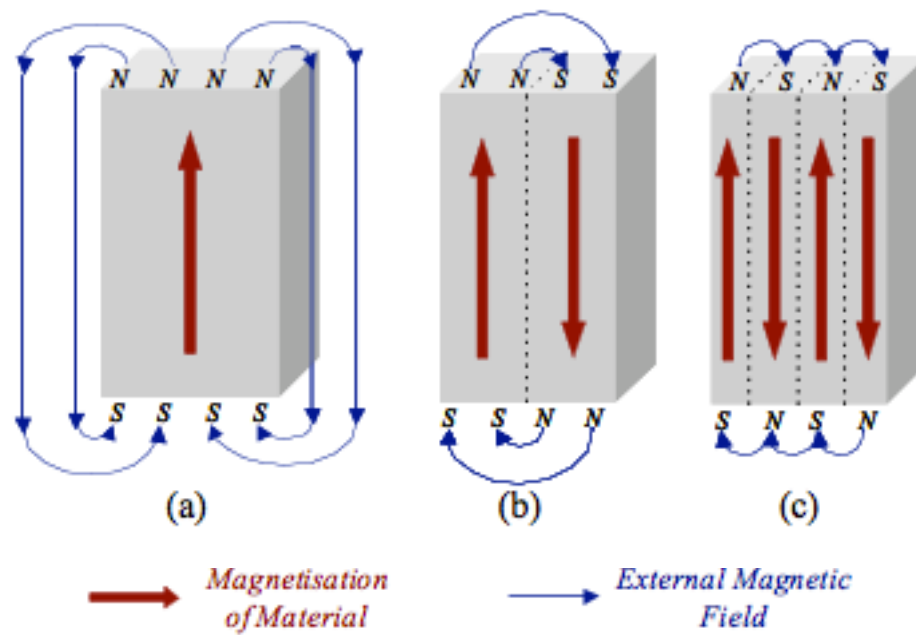 N N N N
N N S S
N S N S
S S S S
S S N N
S N S N
(a)
(b)
(c)
Magnetisation
of Material
External Magnetic
Field